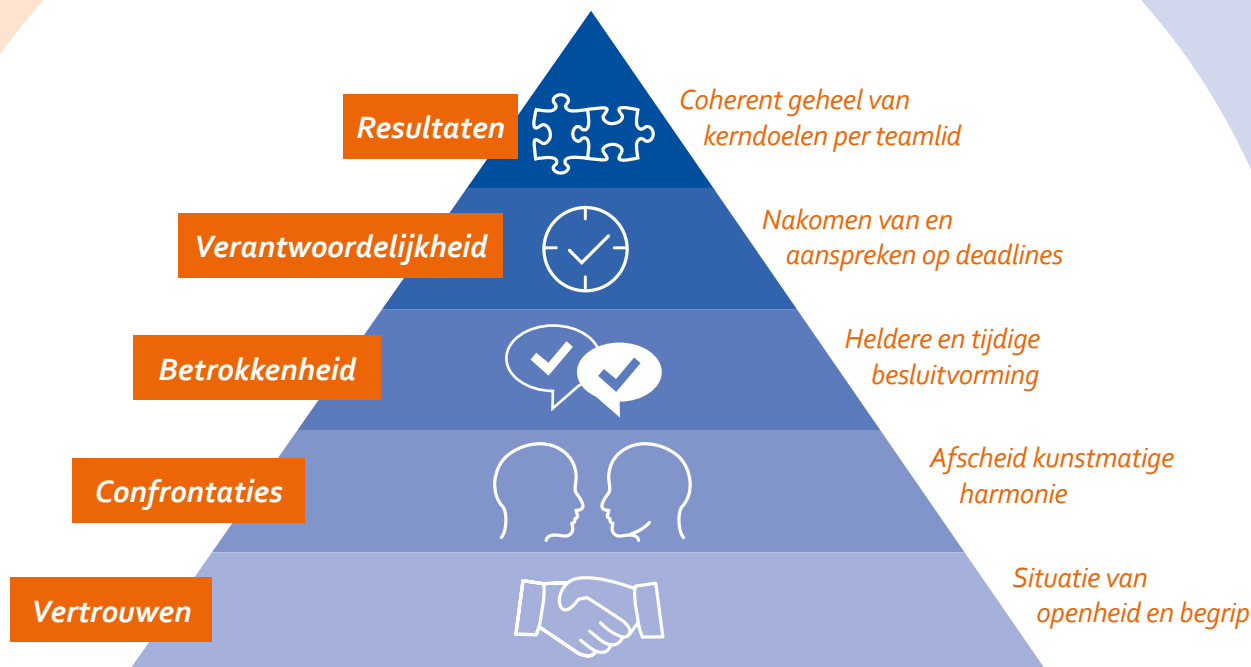 Resultaten
Coherent geheel van
kerndoelen per teamlid
Verantwoordelijkheid
Nakomen van en
aanspreken op deadlines
Betrokkenheid
Heldere en tijdige
besluitvorming
Confrontaties
Afscheid kunstmatige
harmonie
Vertrouwen
Situatie van
openheid en begrip